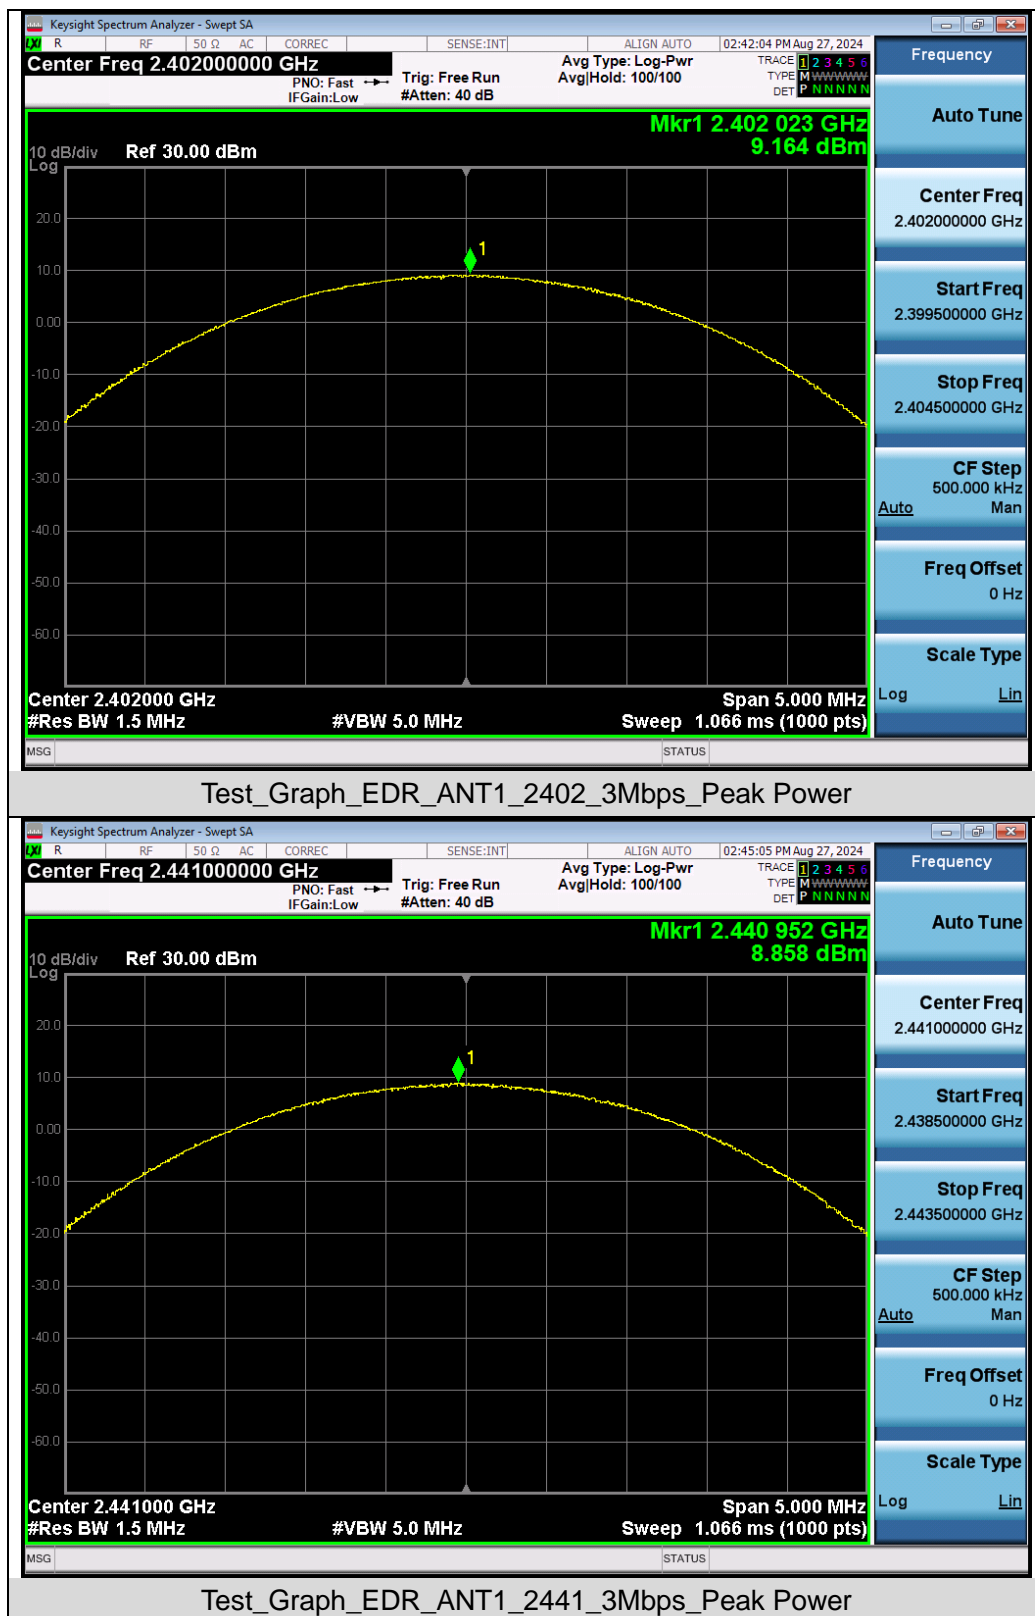 Keysight Spectrum Analyzer - Swept SA
LXI R RF 50 Ω AC CORREC SENSE:INT ALIGN AUTO 02:42:04 PM Aug 27, 2024
Center Freq 2.402000000 GHz
PNO: Fast
IFGain:Low
Trig: Free Run
#Atten: 40 dB
Avg Type: Log-Pwr
Avg|Hold: 100/100
TRACE 1 2 3 4 5 6
TYPE M WWWWW
DET P N N N N N
Mkr1 2.402 023 GHz
9.164 dBm
10 dB/div Ref 30.00 dBm
Log
20.0
1
10.0
0.00
-10.0
-20.0
-30.0
-40.0
-50.0
-60.0
Center 2.402000 GHz Span 5.000 MHz
#Res BW 1.5 MHz #VBW 5.0 MHz Sweep 1.066 ms (1000 pts)
MSG STATUS
Frequency
Auto Tune
Center Freq
2.402000000 GHz
Start Freq
2.399500000 GHz
Stop Freq
2.404500000 GHz
CF Step
500.000 kHz
Auto Man
Freq Offset
0 Hz
Scale Type
Log Lin
Test_Graph_EDR_ANT1_2402_3Mbps_Peak Power
Keysight Spectrum Analyzer - Swept SA
LXI R RF 50 Ω AC CORREC SENSE:INT ALIGN AUTO 02:45:05 PM Aug 27, 2024
Center Freq 2.441000000 GHz
PNO: Fast
IFGain:Low
Trig: Free Run
#Atten: 40 dB
Avg Type: Log-Pwr
Avg|Hold: 100/100
TRACE 1 2 3 4 5 6
TYPE M WWWWW
DET P N N N N N
Mkr1 2.440 952 GHz
8.858 dBm
10 dB/div Ref 30.00 dBm
Log
20.0
1
10.0
0.00
-10.0
-20.0
-30.0
-40.0
-50.0
-60.0
Center 2.441000 GHz Span 5.000 MHz
#Res BW 1.5 MHz #VBW 5.0 MHz Sweep 1.066 ms (1000 pts)
MSG STATUS
Frequency
Auto Tune
Center Freq
2.441000000 GHz
Start Freq
2.438500000 GHz
Stop Freq
2.443500000 GHz
CF Step
500.000 kHz
Auto Man
Freq Offset
0 Hz
Scale Type
Log Lin
Test_Graph_EDR_ANT1_2441_3Mbps_Peak Power